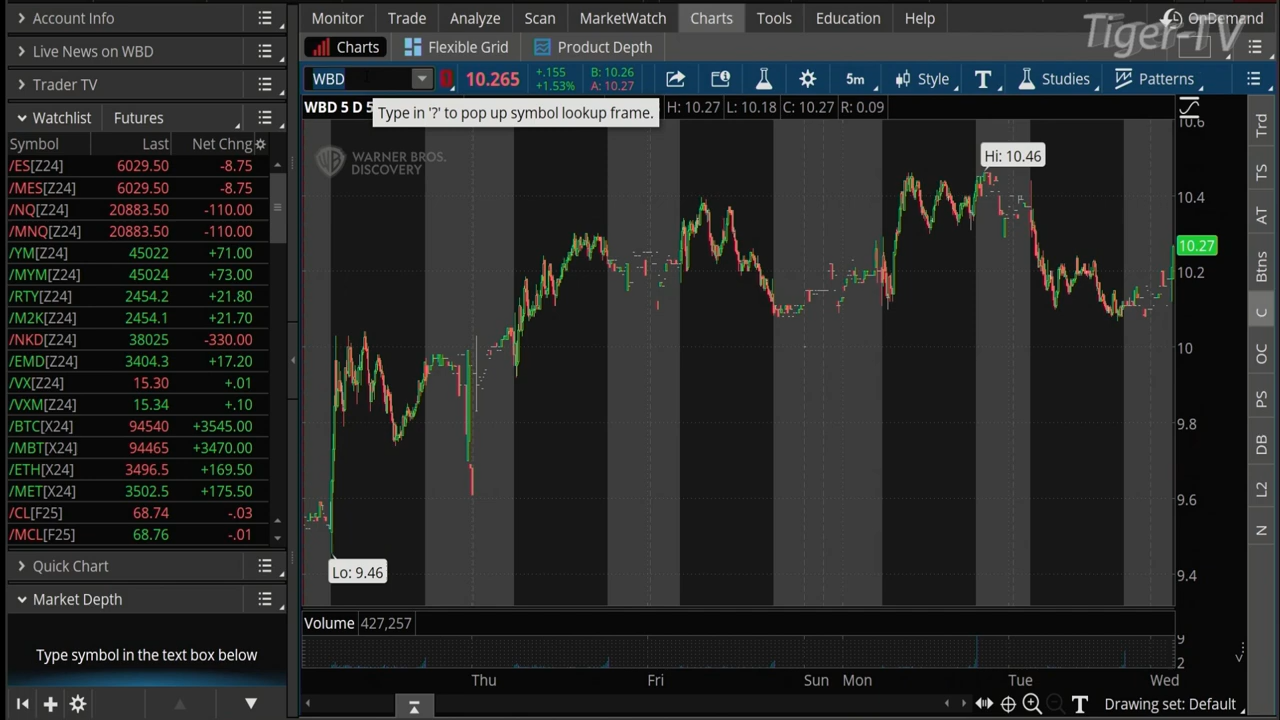 Account Info
Live News on WBD
Trader TV
Watchlist Futures
Symbol Last Net Chng
/ES[Z24] 6029.50 -8.75
/MES[Z24] 6029.50 -8.75
/NQ[Z24] 20883.50 -110.00
/MNQ[Z24] 20883.50 -110.00
/YM[Z24] 45022 +71.00
/MYM[Z24] 45024 +73.00
/RTY[Z24] 2454.2 +21.80
/M2K[Z24] 2454.1 +21.70
/NKD[Z24] 38025 -330.00
/EMD[Z24] 3404.3 +17.20
/VX[Z24] 15.30 +.01
/VXM[Z24] 15.34 +.10
/BTC[X24] 94540 +3545.00
/MBT[X24] 94465 +3470.00
/ETH[X24] 3496.5 +169.50
/MET[X24] 3502.5 +175.50
/CL[F25] 68.74 -.03
/MCL[F25] 68.76 -.01
Quick Chart
Market Depth
Type symbol in the text box below
Monitor Trade Analyze Scan MarketWatch Charts Tools Education Help
OnDemand
Tiger-TV
Charts Flexible Grid Product Depth
WBD 10.265 +.155 B: 10.26 5m Style T Studies Patterns
+1.53% A: 10.27
WBD 5 D 5 H: 10.27 L: 10.18 C: 10.27 R: 0.09
Type in '?' to pop up symbol lookup frame.
WARNER BROS.
DISCOVERY
Hi: 10.46
Lo: 9.46
10.6
10.4
10.27
10.2
10
9.8
9.6
9.4
Volume 427,257
9
2
Thu Fri Sun Mon Tue Wed
T Drawing set: Default
Trd
TS
AT
Btns
C
OC
PS
DB
L2
N